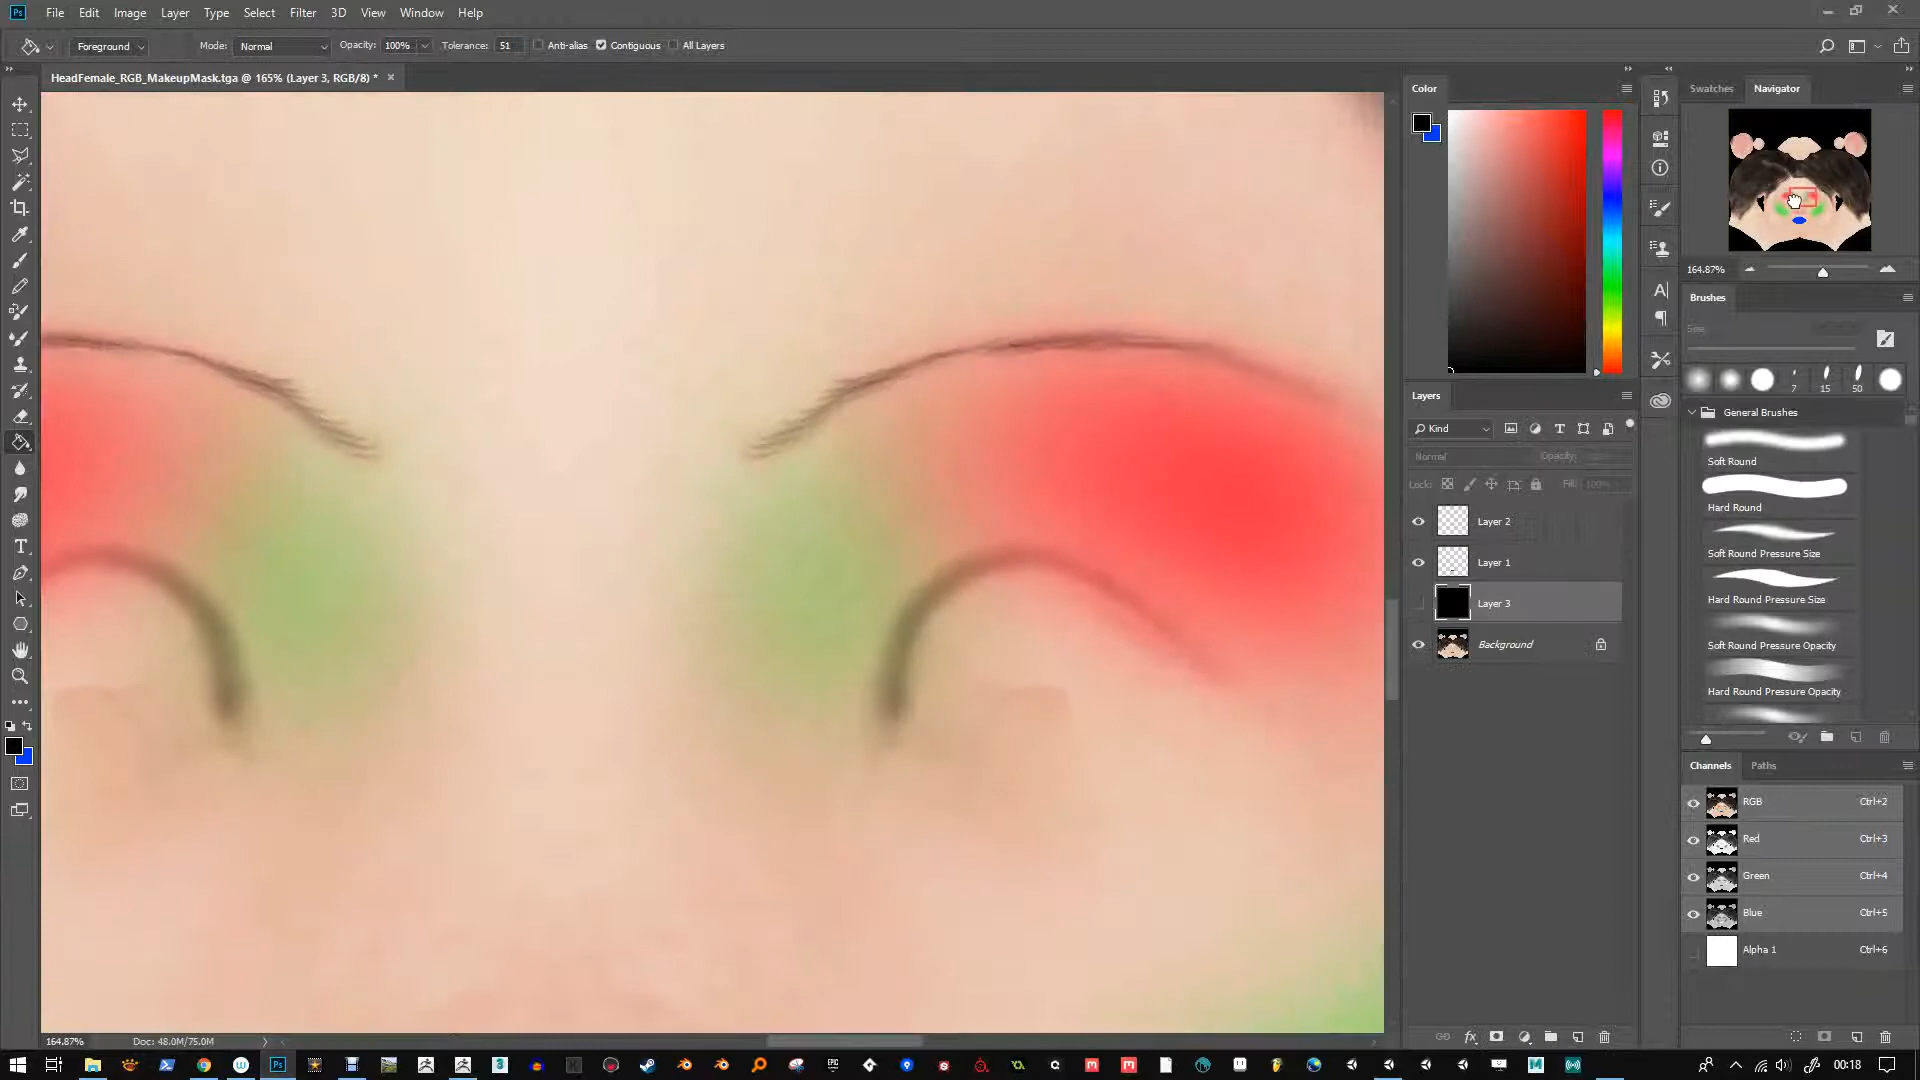 Ps File Edit Image Layer Type Select Filter 3D View Window Help
Foreground Mode: Normal Opacity: 100% Tolerance: 51 Anti-alias Contiguous All Layers
HeadFemale_RGB_MakeupMask.tga @ 165% (Layer 3, RGB/8) * ×
Color
Swatches Navigator
164.87%
Brushes
Size:
7 15 50
General Brushes
Soft Round
Hard Round
Soft Round Pressure Size
Hard Round Pressure Size
Soft Round Pressure Opacity
Hard Round Pressure Opacity
Layers
Kind
Normal Opacity:
Lock: Fill: 100%
Layer 2
Layer 1
Layer 3
Background
Channels Paths
RGB Ctrl+2
Red Ctrl+3
Green Ctrl+4
Blue Ctrl+5
Alpha 1 Ctrl+6
164.87% Doc: 48.0M/75.0M
00:18